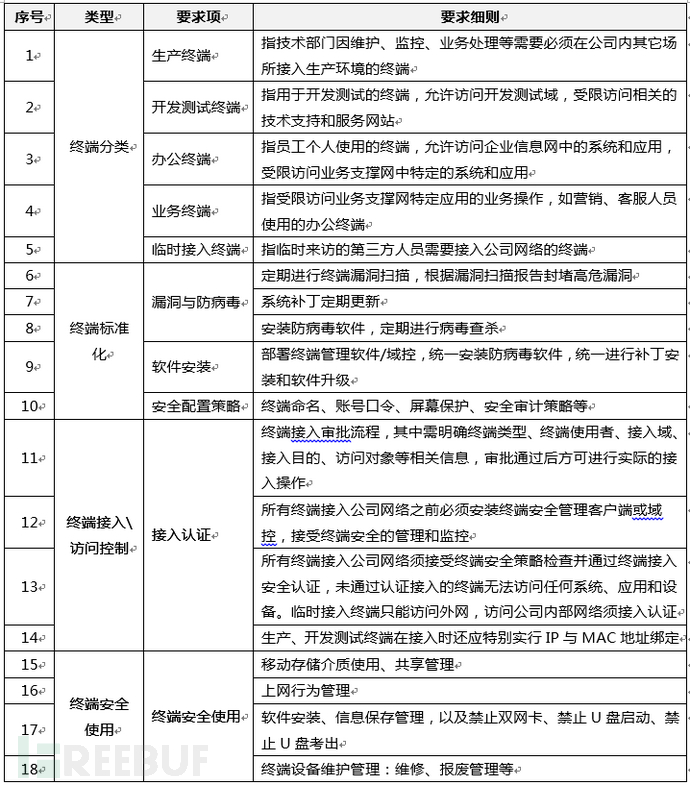 序号 类型 要求项 要求细则
1 生产终端 指技术部门因维护、监控、业务处理等需要必须在公司内其它场
所接入生产环境的终端
2 开发测试终端 指用于开发测试的终端，允许访问开发测试域，受限访问相关的
技术支持和服务网站
终端分类
3 办公终端 指员工个人使用的终端，允许访问企业信息网中的系统和应用，
受限访问业务支撑网中特定的系统和应用
4 业务终端 指受限访问业务支撑网特定应用的业务操作，如营销、客服人员
使用的办公终端
5 临时接入终端 指临时来访的第三方人员需要接入公司网络的终端
6 定期进行终端漏洞扫描，根据漏洞扫描报告封堵高危漏洞
7 漏洞与防病毒 系统补丁定期更新
8 安装防病毒软件，定期进行病毒查杀
终端标准
化
9 软件安装 部署终端管理软件/域控，统一安装防病毒软件，统一进行补丁安
装和软件升级
10 安全配置策略 终端命名、账号口令、屏幕保护、安全审计策略等
11 终端接入审批流程，其中需明确终端类型、终端使用者、接入域、
接入目的、访问对象等相关信息，审批通过后方可进行实际的接
入操作
终端接入\
访问控制
接入认证
12 所有终端接入公司网络之前必须安装终端安全管理客户端或域
控，接受终端安全的管理和监控
13 所有终端接入公司网络须接受终端安全策略检查并通过终端接入
安全认证，未通过认证接入的终端无法访问任何系统、应用和设
备。临时接入终端只能访问外网，访问公司内部网络须接入认证
14 生产、开发测试终端在接入时还应特别实行 IP 与 MAC 地址绑定
15 移动存储介质使用、共享管理
16 上网行为管理
终端安全
使用
终端安全使用
17 软件安装、信息保存管理，以及禁止双网卡、禁止 U 盘启动、禁
止 U 盘考出
18 终端设备维护管理：维修、报废管理等
FREEBUF